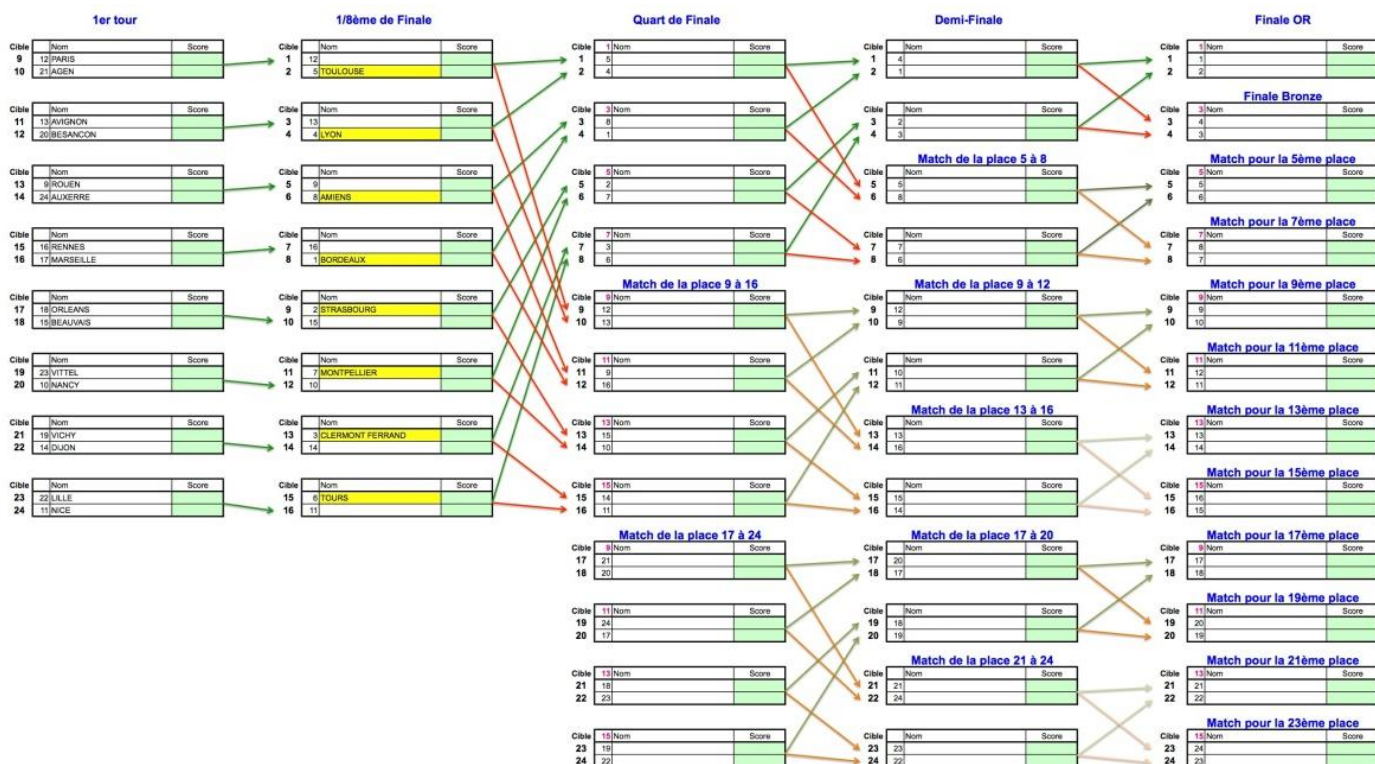 1er tour
Cible Nom Score
9 12 PARIS
10 21 AGEN
Cible Nom Score
11 13 AVIGNON
12 20 BESANCON
Cible Nom Score
13 9 ROUEN
14 24 AUXERRE
Cible Nom Score
15 16 RENNES
16 17 MARSEILLE
Cible Nom Score
17 18 ORLEANS
18 15 BEAUVAIS
Cible Nom Score
19 23 VITTEL
20 10 NANCY
Cible Nom Score
21 19 VICHY
22 14 DIJON
Cible Nom Score
23 22 LILLE
24 11 NICE
1/8ème de Finale
Cible Nom Score
1 12
2 5 TOULOUSE
Cible Nom Score
3 13
4 4 LYON
Cible Nom Score
5 9
6 8 AMIENS
Cible Nom Score
7 16
8 1 BORDEAUX
Cible Nom Score
9 2 STRASBOURG
10 15
Cible Nom Score
11 7 MONTPELLIER
12 10
Cible Nom Score
13 3 CLERMONT FERRAND
14 14
Cible Nom Score
15 6 TOURS
16 11
Quart de Finale
Cible 1 Nom Score
1 5
2 4
Cible 3 Nom Score
3 8
4 1
Cible 5 Nom Score
5 2
6 7
Cible 7 Nom Score
7 3
8 6
Match de la place 9 à 16
Cible 9 Nom Score
9 12
10 13
Cible 11 Nom Score
11 9
12 16
Cible 13 Nom Score
13 15
14 10
Cible 15 Nom Score
15 14
16 11
Match de la place 17 à 24
Cible 9 Nom Score
17 21
18 20
Cible 11 Nom Score
19 24
20 17
Cible 13 Nom Score
21 18
22 23
Cible 15 Nom Score
23 19
24 22
Demi-Finale
Cible Nom Score
1 4
2 1
Cible Nom Score
3 2
4 3
Match de la place 5 à 8
Cible Nom Score
5 5
6 8
Cible Nom Score
7 7
8 6
Match de la place 9 à 12
Cible Nom Score
9 12
10 9
Cible Nom Score
11 10
12 11
Match de la place 13 à 16
Cible Nom Score
13 13
14 16
Cible Nom Score
15 15
16 14
Match de la place 17 à 20
Cible Nom Score
17 20
18 17
Cible Nom Score
19 18
20 19
Match de la place 21 à 24
Cible Nom Score
21 21
22 24
Cible Nom Score
23 23
24 22
Finale OR
Cible 1 Nom Score
1 1
2 2
Finale Bronze
Cible 3 Nom Score
3 4
4 3
Match pour la 5ème place
Cible 5 Nom Score
5 5
6 6
Match pour la 7ème place
Cible 7 Nom Score
7 8
8 7
Match pour la 9ème place
Cible 9 Nom Score
9 9
10 10
Match pour la 11ème place
Cible 11 Nom Score
11 12
12 11
Match pour la 13ème place
Cible 13 Nom Score
13 13
14 14
Match pour la 15ème place
Cible 15 Nom Score
15 16
16 15
Match pour la 17ème place
Cible 9 Nom Score
17 17
18 18
Match pour la 19ème place
Cible 11 Nom Score
19 20
20 19
Match pour la 21ème place
Cible 13 Nom Score
21 21
22 22
Match pour la 23ème place
Cible 15 Nom Score
23 24
24 23